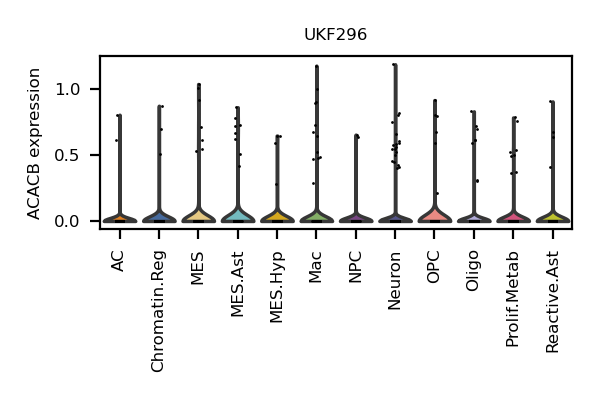 UKF296
ACACB expression
1.0
0.5
0.0
AC
Chromatin.Reg
MES
MES.Ast
MES.Hyp
Mac
NPC
Neuron
OPC
Oligo
Prolif.Metab
Reactive.Ast